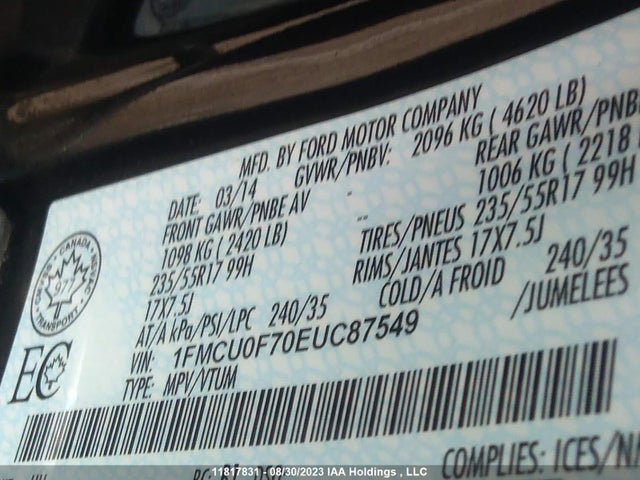 MFD. BY FORD MOTOR COMPANY
DATE: 03/14 GVWR/PNBV: 2096 KG ( 4620 LB)
FRONT GAWR/PNBE AV - REAR GAWR/PNB
1098 KG ( 2420 LB) -- 1006 KG ( 2218
235/55R17 99H TIRES/PNEUS 235/55R17 99H
17X7.5J RIMS/JANTES 17X7.5J
AT/A kPa/PSI/LPC 240/35 COLD/A FROID 240/35
VIN: 1FMCU0F70EUC87549 /JUMELEES
TYPE: MPV/VTUM
CANADA
977
TRANSPORT
EC
COMPLIES: ICES/N
11817831 - 08/30/2023 IAA Holdings , LLC